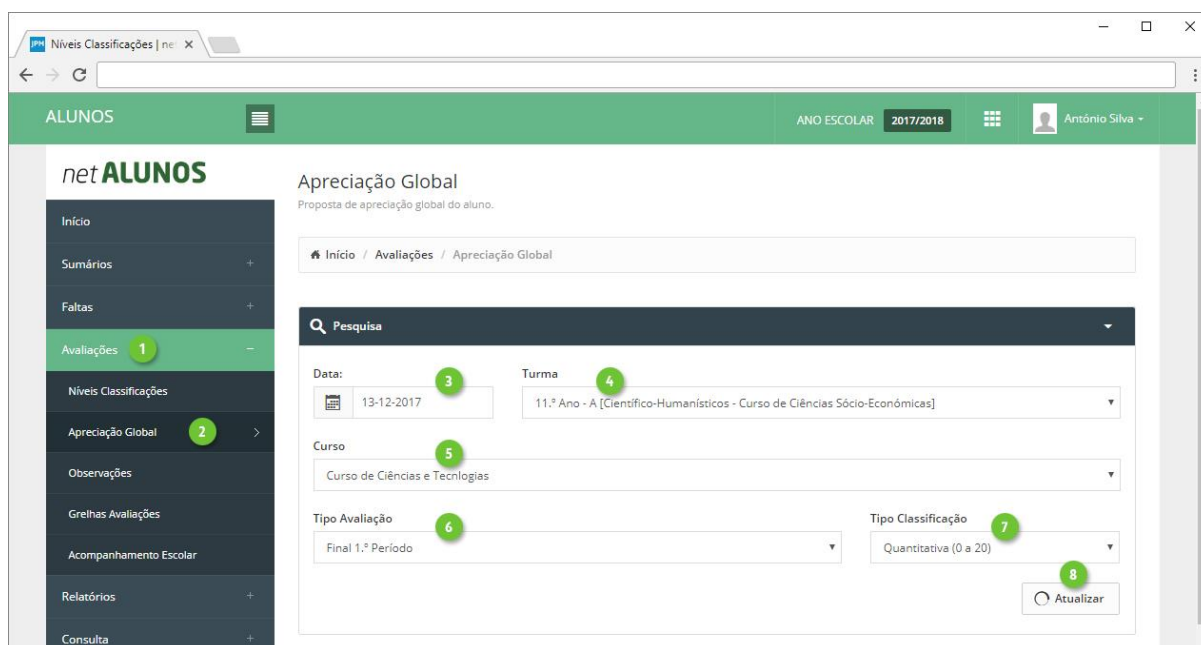 JPM Níveis Classificações | net
ALUNOS
ANO ESCOLAR 2017/2018
António Silva
net ALUNOS
Início
Sumários
Faltas
Avaliações 1
Níveis Classificações
Apreciação Global 2
Observações
Grelhas Avaliações
Acompanhamento Escolar
Relatórios
Consulta
Apreciação Global
Proposta de apreciação global do aluno.
Início / Avaliações / Apreciação Global
Pesquisa
Data: 3
13-12-2017
Turma 4
11.º Ano - A [Científico-Humanísticos - Curso de Ciências Sócio-Económicas]
Curso 5
Curso de Ciências e Tecnlogias
Tipo Avaliação 6
Final 1.º Período
Tipo Classificação 7
Quantitativa (0 a 20)
8
Atualizar